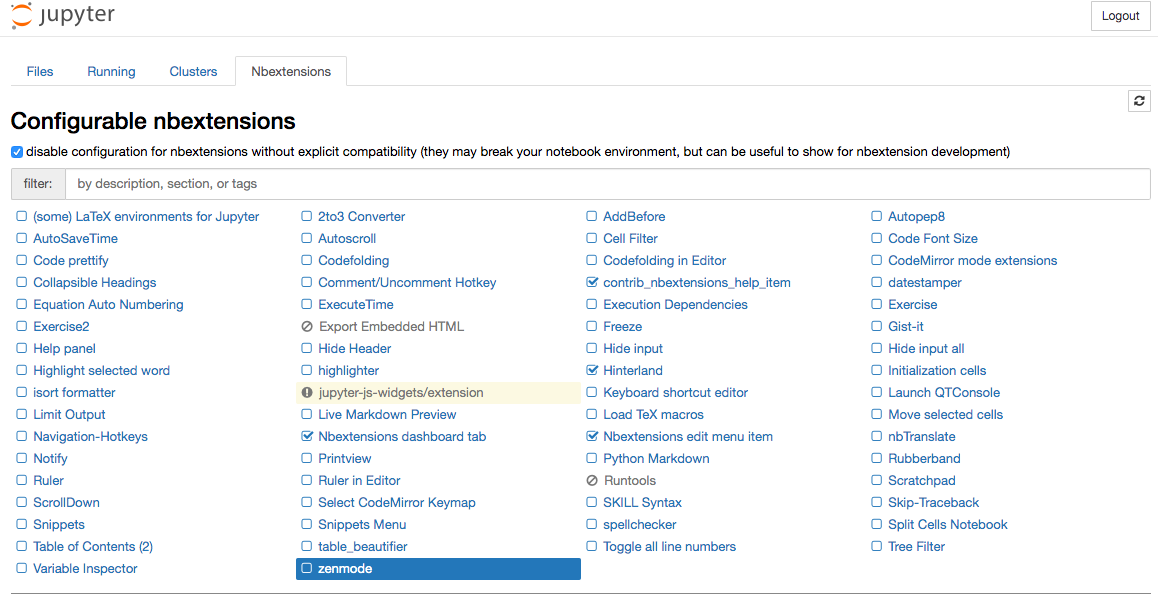 jupyter
Logout
Files Running Clusters Nbextensions
Configurable nbextensions
disable configuration for nbextensions without explicit compatibility (they may break your notebook environment, but can be useful to show for nbextension development)
filter: by description, section, or tags
(some) LaTeX environments for Jupyter 2to3 Converter AddBefore Autopep8
AutoSaveTime Autoscroll Cell Filter Code Font Size
Code prettify Codefolding Codefolding in Editor CodeMirror mode extensions
Collapsible Headings Comment/Uncomment Hotkey contrib_nbextensions_help_item datestamper
Equation Auto Numbering ExecuteTime Execution Dependencies Exercise
Exercise2 Export Embedded HTML Freeze Gist-it
Help panel Hide Header Hide input Hide input all
Highlight selected word highlighter Hinterland Initialization cells
isort formatter jupyter-js-widgets/extension Keyboard shortcut editor Launch QTConsole
Limit Output Live Markdown Preview Load TeX macros Move selected cells
Navigation-Hotkeys Nbextensions dashboard tab Nbextensions edit menu item nbTranslate
Notify Printview Python Markdown Rubberband
Ruler Ruler in Editor Runtools Scratchpad
ScrollDown Select CodeMirror Keymap SKILL Syntax Skip-Traceback
Snippets Snippets Menu spellchecker Split Cells Notebook
Table of Contents (2) table_beautifier Toggle all line numbers Tree Filter
Variable Inspector zenmode